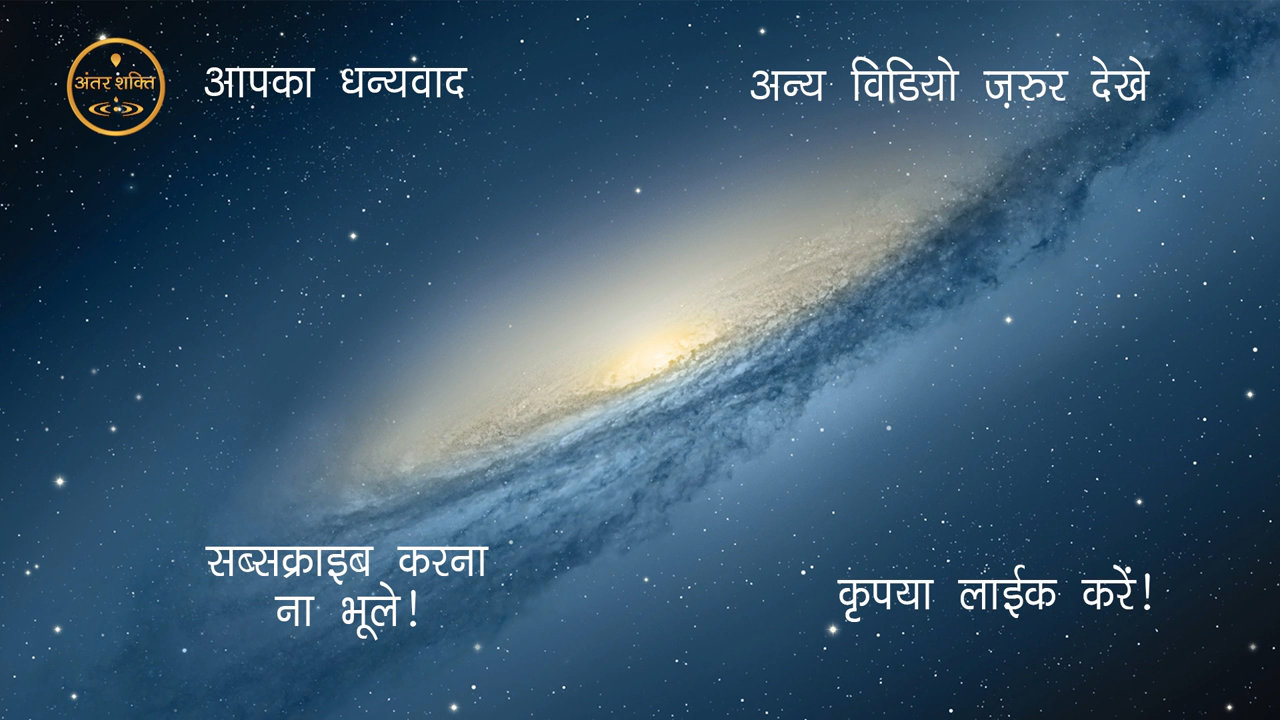 अंतर शक्ति
आपका धन्यवाद
अन्य विडियो ज़रुर देखे
सब्सक्राइब करना
ना भूले!
कृपया लाईक करें!